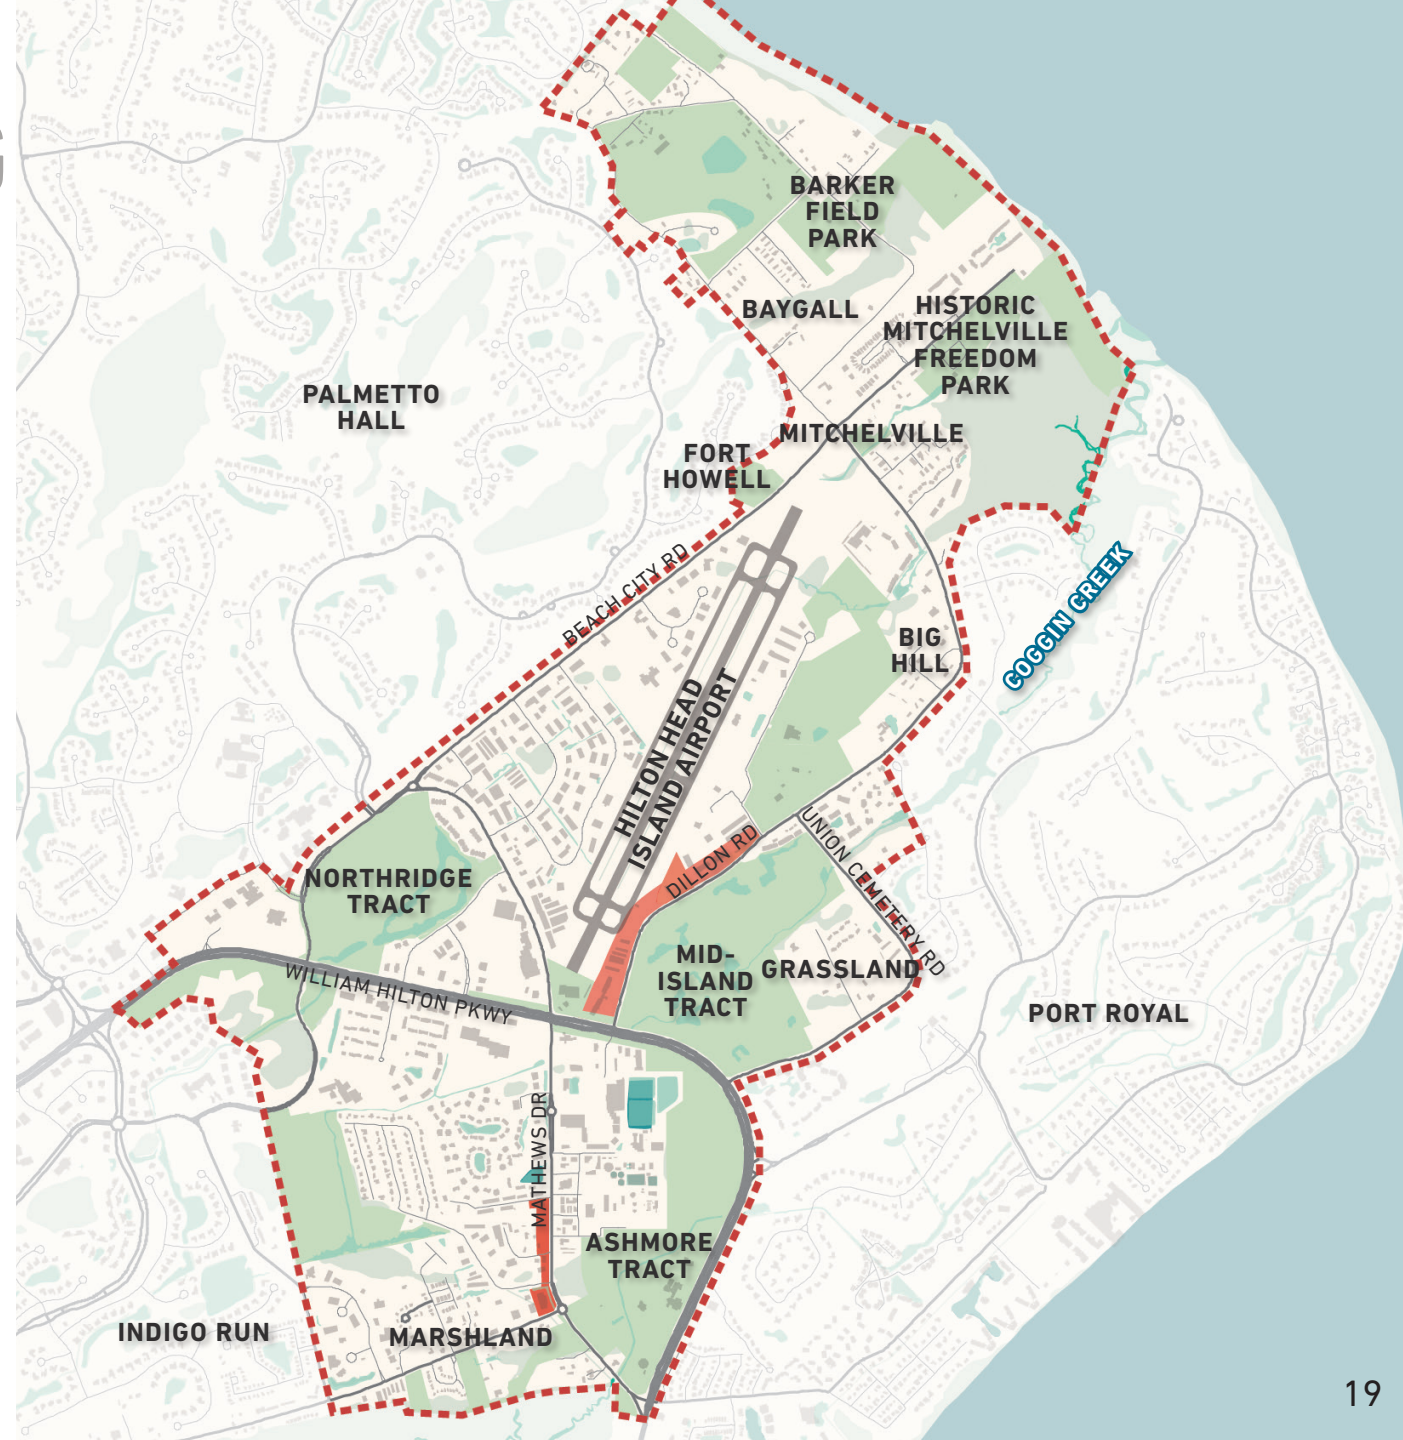 BARKER
FIELD
PARK
BAYGALL
HISTORIC
MITCHELVILLE
FREEDOM
PARK
PALMETTO
HALL
MITCHELVILLE
FORT
HOWELL
BEACH CITY RD
COGGIN CREEK
BIG
HILL
HILTON HEAD
ISLAND AIRPORT
DILLON RD
UNION CEMETERY RD
NORTHRIDGE
TRACT
MID-
ISLAND
TRACT
GRASSLAND
WILLIAM HILTON PKWY
PORT ROYAL
MATHEWS DR
ASHMORE
TRACT
INDIGO RUN
MARSHLAND
19